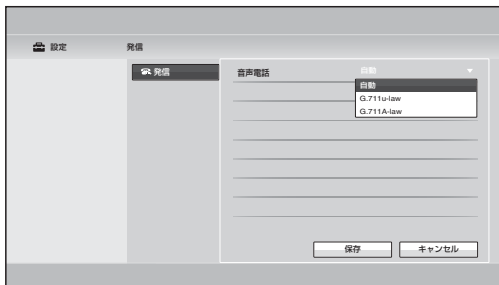 設定 発信
発信
音声電話 自動
自動
G.711u-law
G.711A-law
保存 キャンセル